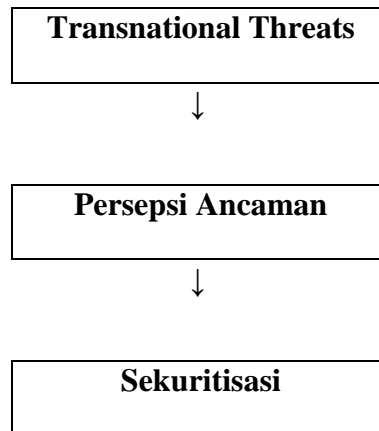 Transnational Threats
↓
Persepsi Ancaman
↓
Sekuritisasi